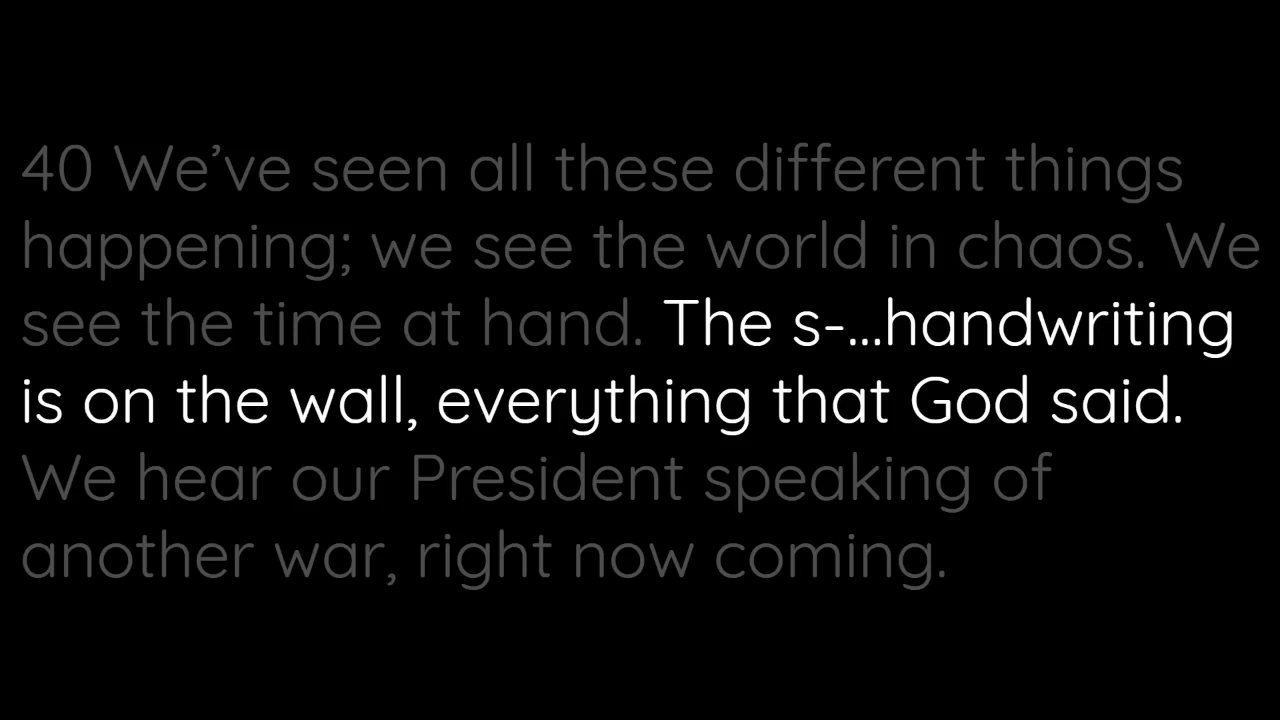 40 We’ve seen all these different things
happening; we see the world in chaos. We
see the time at hand. The s-...handwriting
is on the wall, everything that God said.
We hear our President speaking of
another war, right now coming.